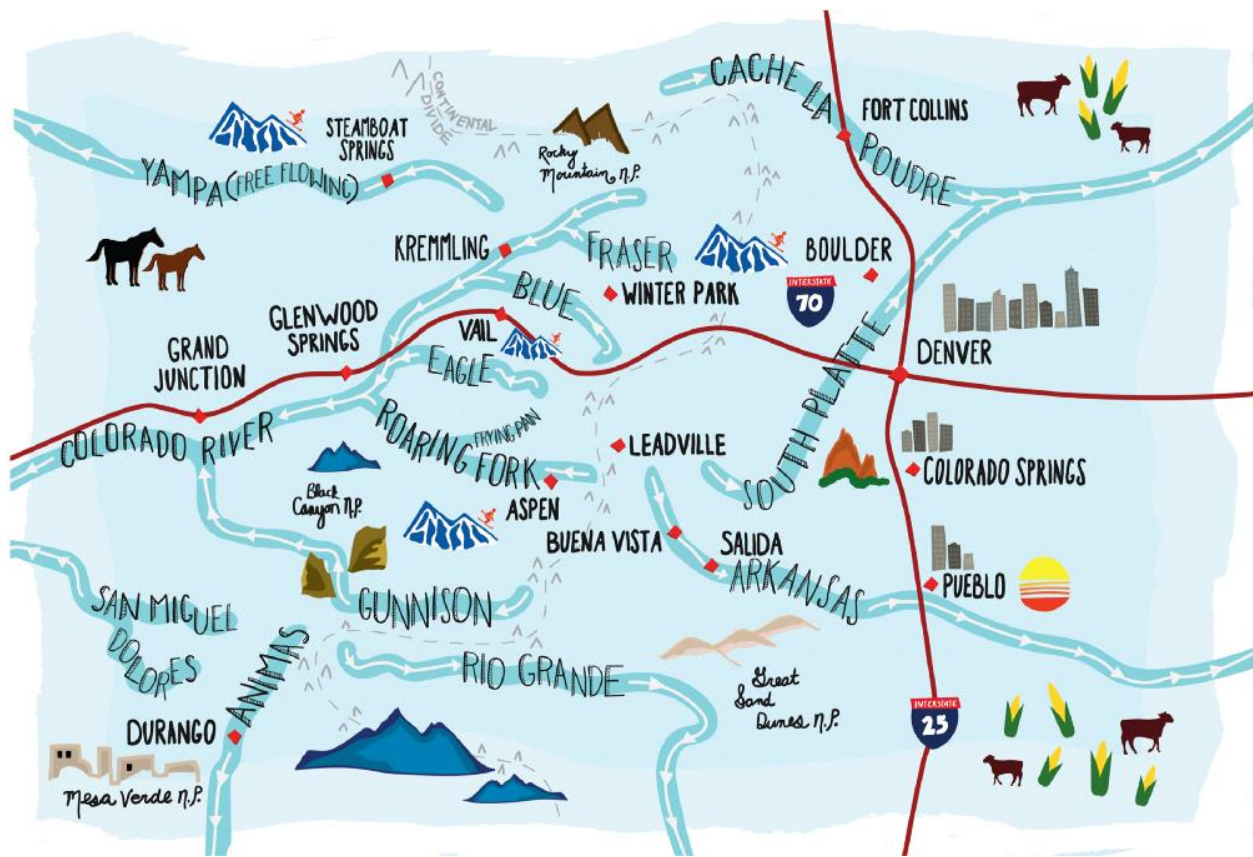 CACHE LA
POUDRE
FORT COLLINS
CONTINENTAL
DIVIDE
STEAMBOAT
SPRINGS
Rocky
Mountain, N.P.
YAMPA (FREE FLOWING)
KREMMLING
FRASER
BOULDER
BLUE
WINTER PARK
INTERSTATE
70
GLENWOOD
SPRINGS
VAIL
GRAND
JUNCTION
EAGLE
SOUTH PLATTE
DENVER
COLORADO RIVER
ROARING FORK
FRYING PAN
LEADVILLE
COLORADO SPRINGS
Black
Canyon N.P.
ASPEN
BUENA VISTA
SALIDA
ARKANSAS
PUEBLO
SAN MIGUEL
GUNNISON
DOLORES
ANIMAS
RIO GRANDE
Great
Sand
Dunes N.P.
INTERSTATE
25
DURANGO
Mesa Verde N.P.